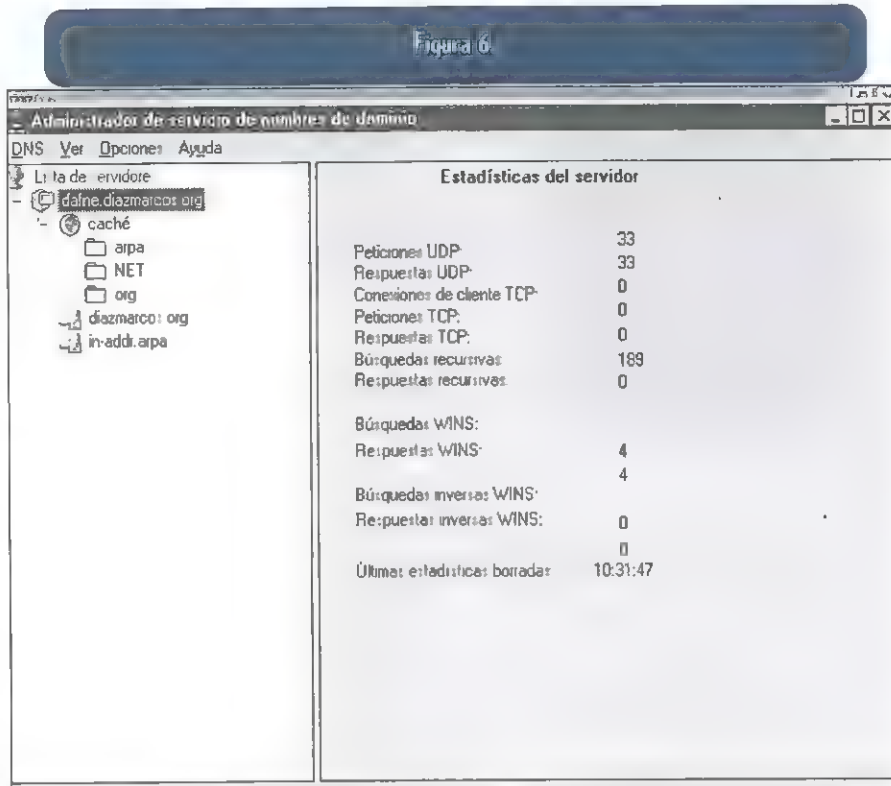 Figura 6.
Administrador de servicio de nombres de dominio
DNS Ver Opciones Ayuda
Lista de servidore
dafne.diazmarcos.org
caché
arpa
NET
org
diazmarcos.org
in-addr.arpa
Estadísticas del servidor
Peticiones UDP: 33
Respuestas UDP: 33
Conexiones de cliente TCP: 0
Peticiones TCP: 0
Respuestas TCP: 0
Búsquedas recursivas 189
Respuestas recursivas 0
Búsquedas WINS:
Respuestas WINS: 4
4
Búsquedas inversas WINS:
Respuestas inversas WINS: 0
0
Últimas estadísticas borradas 10:31:47